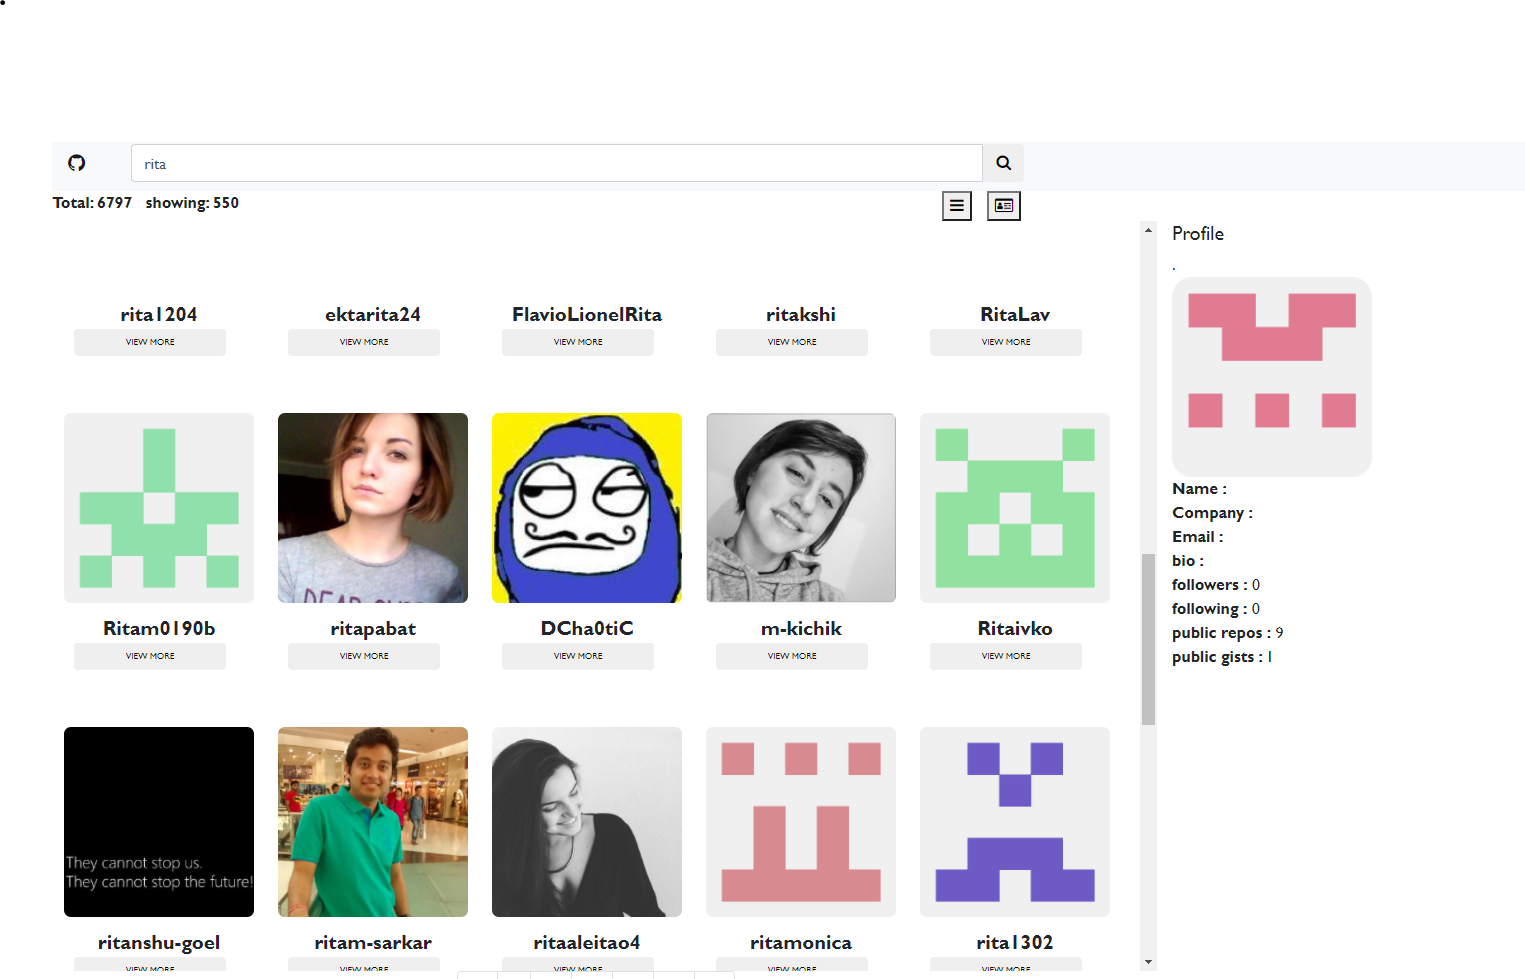 rita
Total: 6797 showing: 550
Profile
.
rita1204 ektarita24 FlavioLionelRita ritakshi RitaLav
VIEW MORE VIEW MORE VIEW MORE VIEW MORE VIEW MORE
DEAR
Ritam0190b ritapabat DCha0tiC m-kichik Ritaivko
VIEW MORE VIEW MORE VIEW MORE VIEW MORE VIEW MORE
They cannot stop us.
They cannot stop the future!
ritanshu-goel ritam-sarkar ritaaleitao4 ritamonica rita1302
VIEW MORE VIEW MORE VIEW MORE VIEW MORE VIEW MORE
Name :
Company :
Email :
bio :
followers : 0
following : 0
public repos : 9
public gists : 1